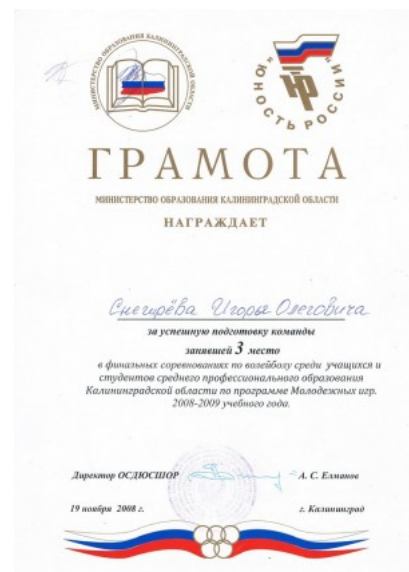 МИНИСТЕРСТВО ОБРАЗОВАНИЯ КАЛИНИНГРАДСКОЙ ОБЛАСТИ
"ЮНОСТЬ РОССИИ"
ГРАМОТА
МИНИСТЕРСТВО ОБРАЗОВАНИЯ КАЛИНИНГРАДСКОЙ ОБЛАСТИ
НАГРАЖДАЕТ
Снегирёва Игоря Олеговича
за успешную подготовку команды
занявшей 3 место
в финальных соревнованиях по волейболу среди учащихся и
студентов среднего профессионального образования
Калининградской области по программе Молодежных игр.
2008-2009 учебного года.
Директор ОСДЮСШОР А. С. Елманов
19 ноября 2008 г. г. Калининград